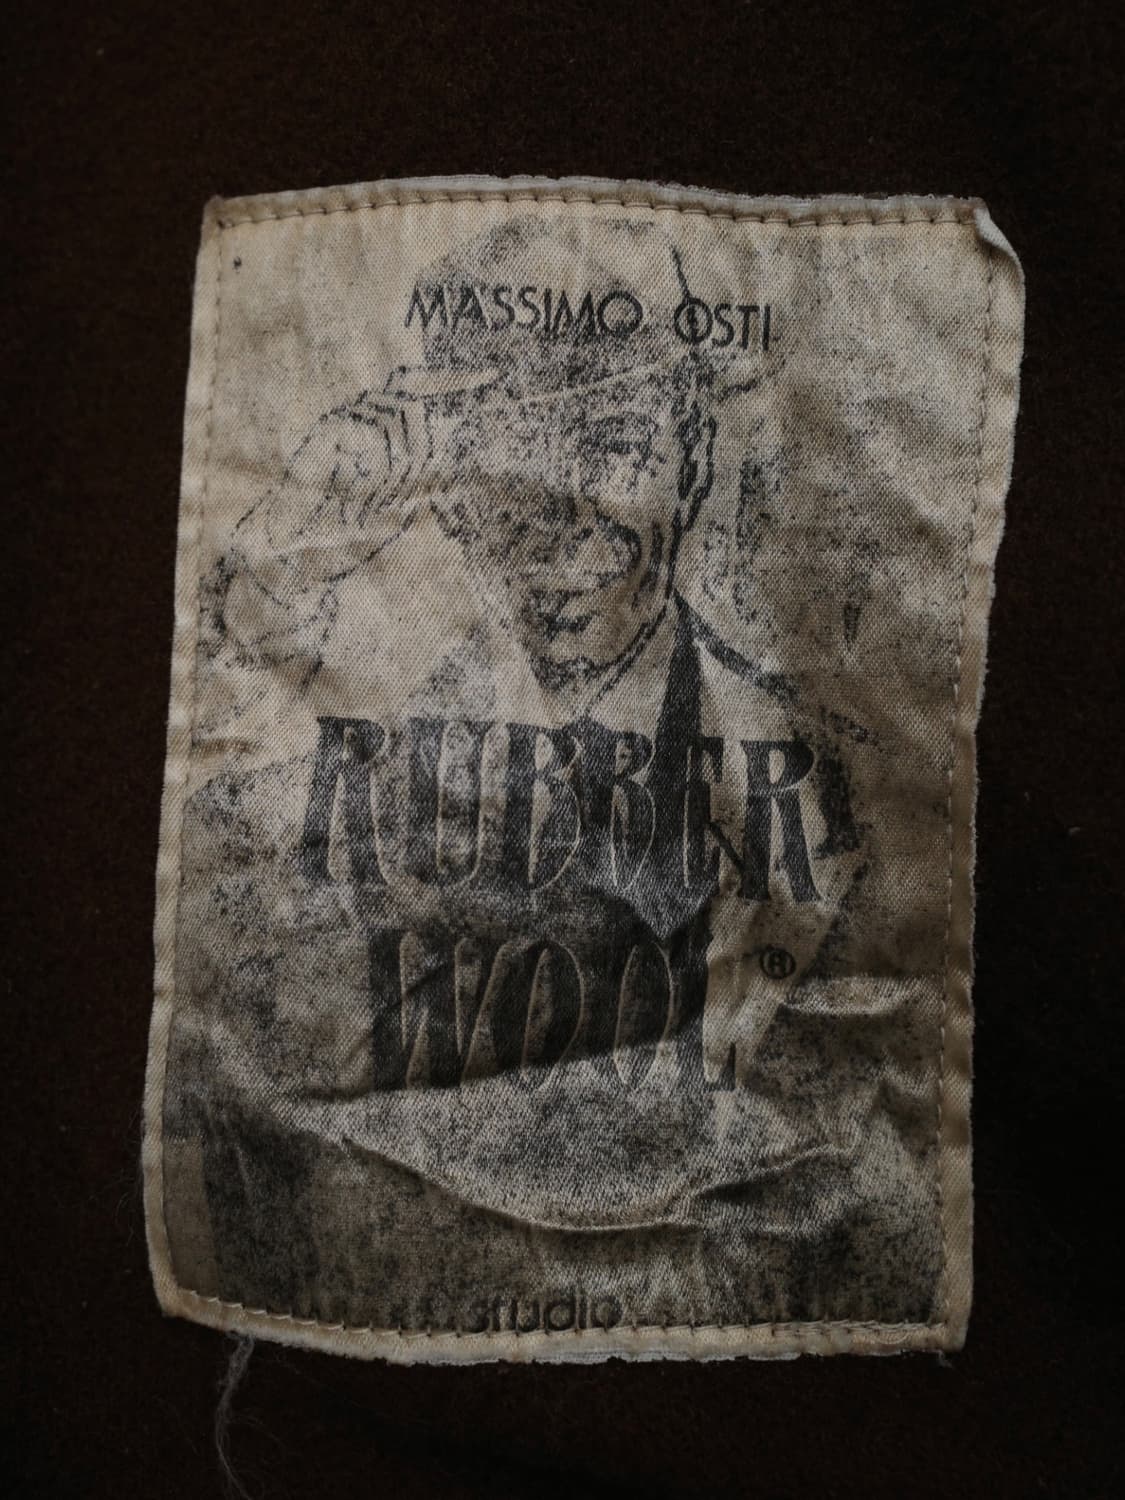 MASSIMO OSTI
RUBBER
WOOL ®
studio